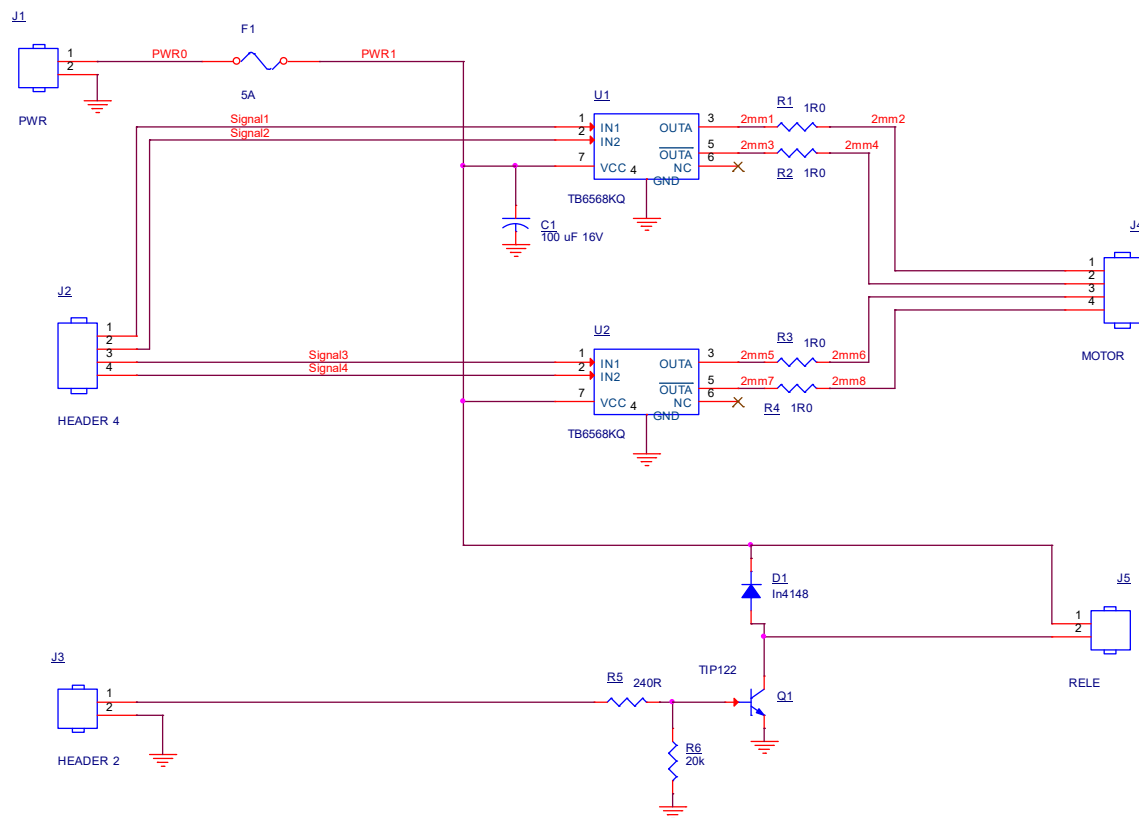 J1
F1
1
2
PWR0
PWR1
5A
PWR
U1
R1 1R0
Signal1
Signal2
1
2
7
IN1
IN2
VCC
4
GND
OUTA
OUTA
NC
3
5
6
2mm1
2mm2
2mm3
2mm4
R2 1R0
TB6568KQ
C1
100 uF 16V
J4
1
2
3
4
MOTOR
J2
1
2
3
4
HEADER 4
U2
R3 1R0
Signal3
Signal4
1
2
7
IN1
IN2
VCC
4
GND
OUTA
OUTA
NC
3
5
6
2mm5
2mm6
2mm7
2mm8
R4 1R0
TB6568KQ
D1
In4148
J5
1
2
RELE
J3
1
2
HEADER 2
R5 240R
TIP122
Q1
R6
20k